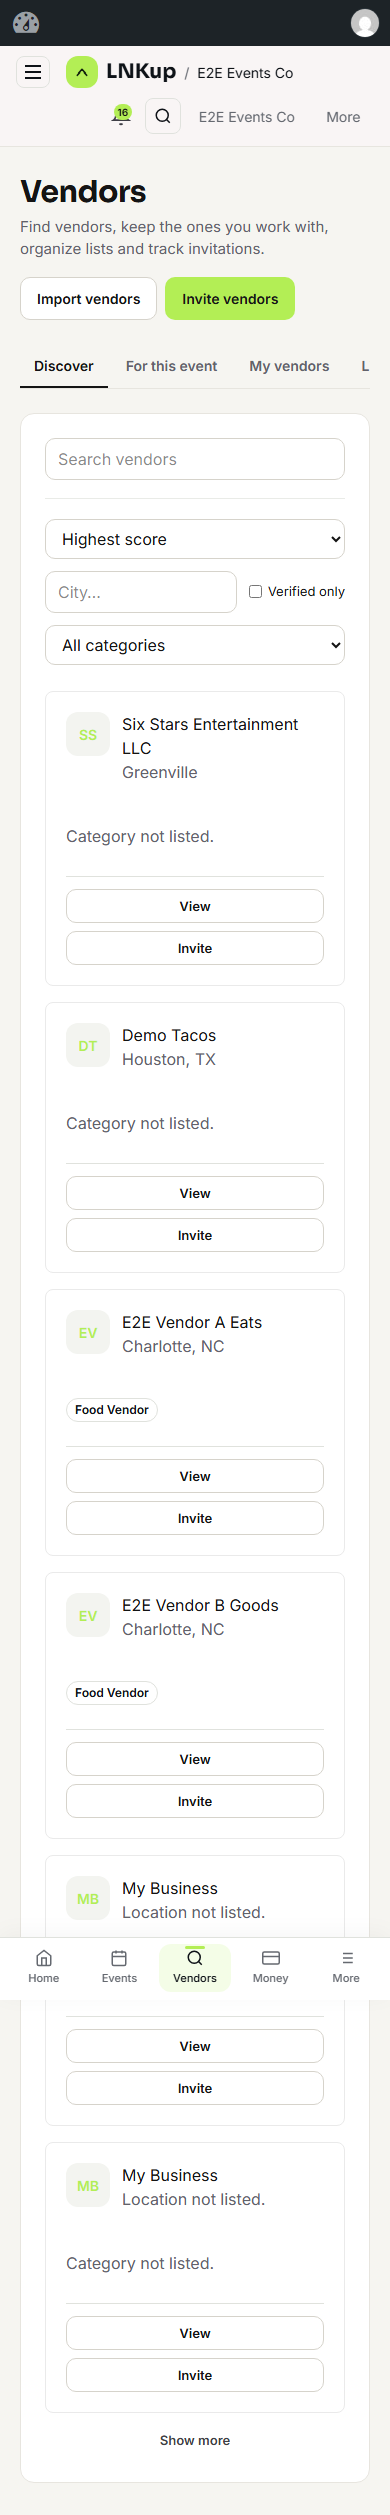 LNKup / E2E Events Co
16
E2E Events Co
More
Vendors
Find vendors, keep the ones you work with,
organize lists and track invitations.
Import vendors
Invite vendors
Discover
For this event
My vendors
L
Search vendors
Highest score
City...
Verified only
All categories
SS
Six Stars Entertainment
LLC
Greenville
Category not listed.
View
Invite
DT
Demo Tacos
Houston, TX
Category not listed.
View
Invite
EV
E2E Vendor A Eats
Charlotte, NC
Food Vendor
View
Invite
EV
E2E Vendor B Goods
Charlotte, NC
Food Vendor
View
Invite
MB
My Business
Location not listed.
Home
Events
Vendors
Money
More
View
Invite
MB
My Business
Location not listed.
Category not listed.
View
Invite
Show more